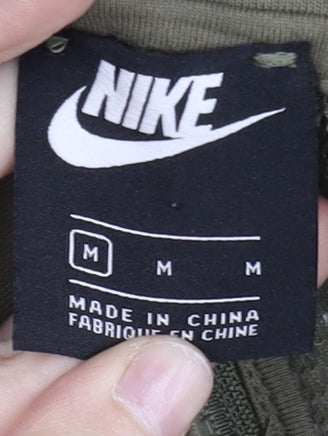 NIKE
M M M
MADE IN CHINA
FABRIQUE EN CHINE